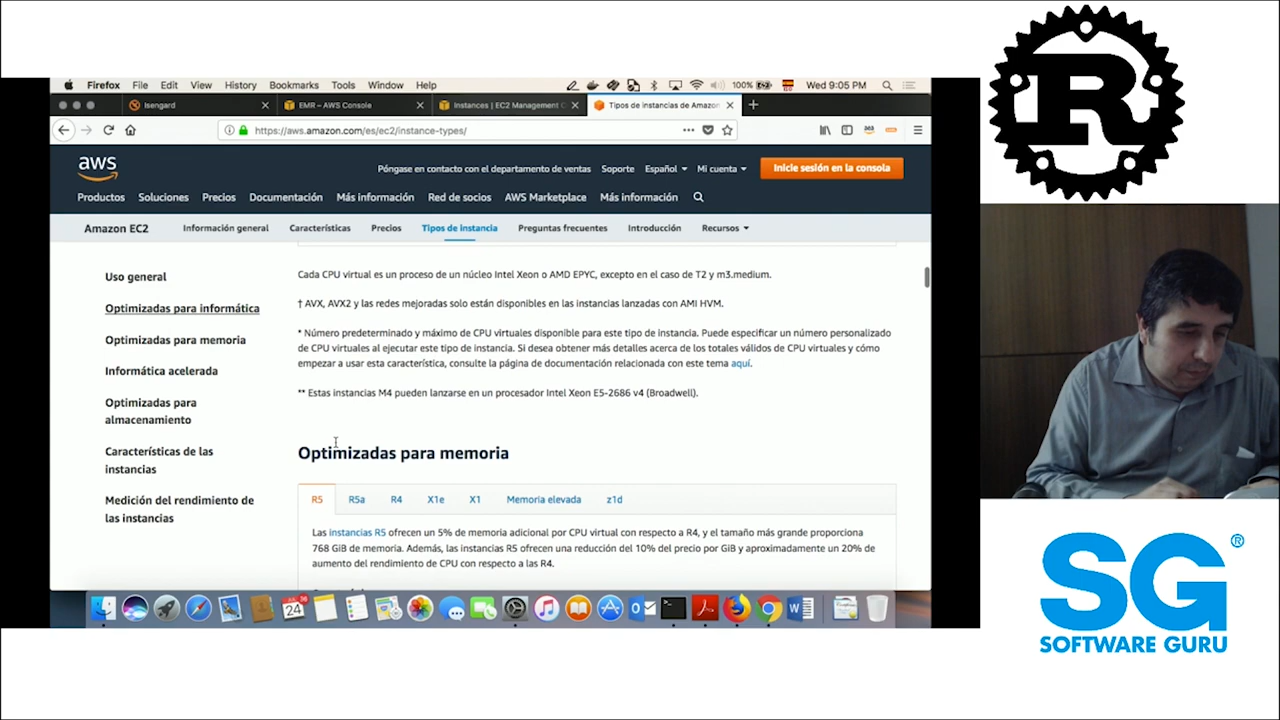 Firefox File Edit View History Bookmarks Tools Window Help 100% Wed 9:05 PM
Isengard EMR – AWS Console Instances | EC2 Management C Tipos de instancias de Amazon
https://aws.amazon.com/es/ec2/instance-types/
aws
Póngase en contacto con el departamento de ventas Soporte Español Mi cuenta Inicie sesión en la consola
Productos Soluciones Precios Documentación Más información Red de socios AWS Marketplace Más información
Amazon EC2 Información general Características Precios Tipos de instancia Preguntas frecuentes Introducción Recursos
Uso general
Optimizadas para informática
Optimizadas para memoria
Informática acelerada
Optimizadas para
almacenamiento
Características de las
instancias
Medición del rendimiento de
las instancias
Cada CPU virtual es un proceso de un núcleo Intel Xeon o AMD EPYC, excepto en el caso de T2 y m3.medium.
† AVX, AVX2 y las redes mejoradas solo están disponibles en las instancias lanzadas con AMI HVM.
* Número predeterminado y máximo de CPU virtuales disponible para este tipo de instancia. Puede especificar un número personalizado
de CPU virtuales al ejecutar este tipo de instancia. Si desea obtener más detalles acerca de los totales válidos de CPU virtuales y cómo
empezar a usar esta característica, consulte la página de documentación relacionada con este tema aquí.
** Estas instancias M4 pueden lanzarse en un procesador Intel Xeon E5-2686 v4 (Broadwell).
Optimizadas para memoria
R5 R5a R4 X1e X1 Memoria elevada z1d
Las instancias R5 ofrecen un 5% de memoria adicional por CPU virtual con respecto a R4, y el tamaño más grande proporciona
768 GiB de memoria. Además, las instancias R5 ofrecen una reducción del 10% del precio por GiB y aproximadamente un 20% de
aumento del rendimiento de CPU con respecto a las R4.
24
R
SG®
SOFTWARE GURU